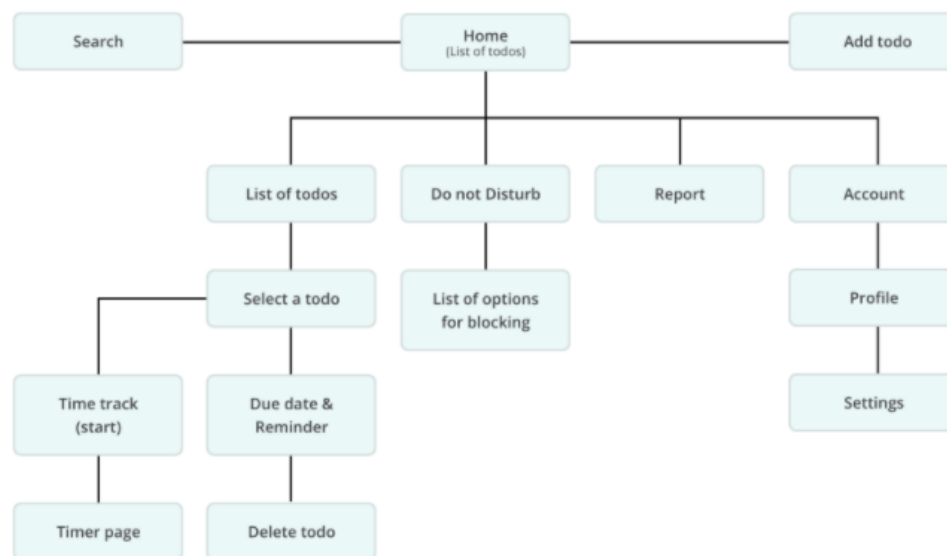 Search
Home
(List of todos)
Add todo
List of todos
Do not Disturb
Report
Account
Select a todo
List of options
for blocking
Profile
Time track
(start)
Due date &
Reminder
Settings
Timer page
Delete todo